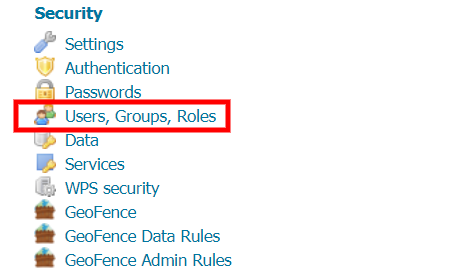 Security
Settings
Authentication
Passwords
Users, Groups, Roles
Data
Services
WPS security
GeoFence
GeoFence Data Rules
GeoFence Admin Rules